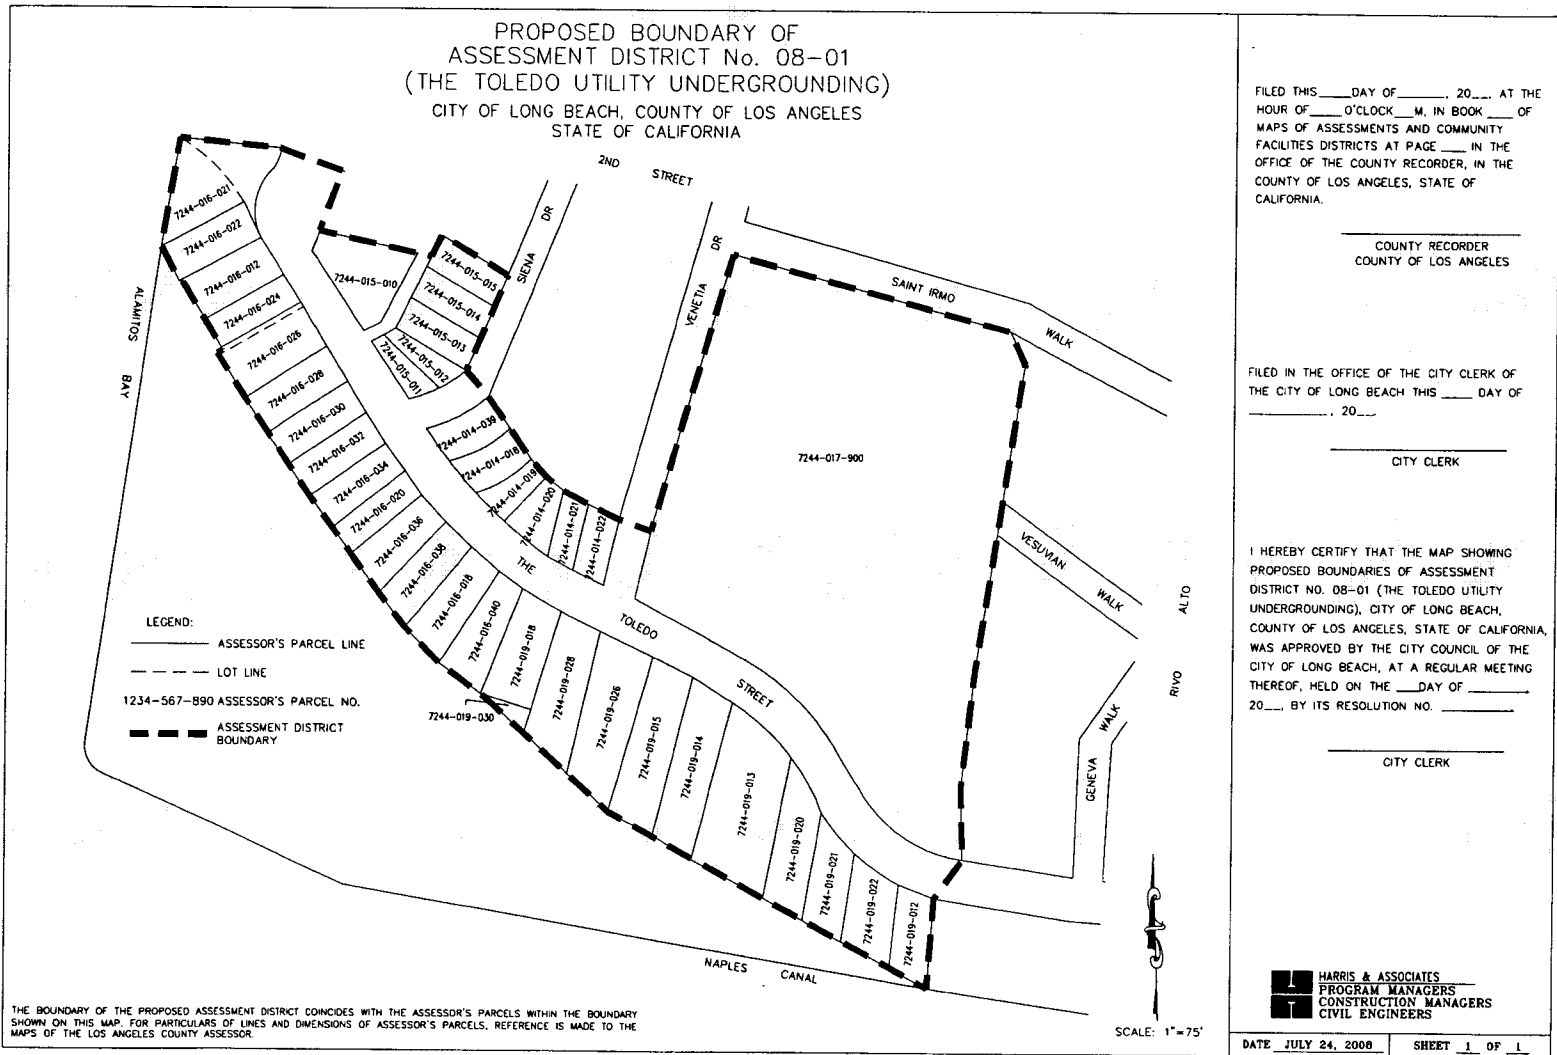 PROPOSED BOUNDARY OF
ASSESSMENT DISTRICT No. 08-01
(THE TOLEDO UTILITY UNDERGROUNDING)
CITY OF LONG BEACH, COUNTY OF LOS ANGELES
STATE OF CALIFORNIA
2ND STREET
SIENA DR
VENETIA DR
SAINT IRMO WALK
ALAMITOS BAY
7244-016-021
7244-016-022
7244-016-012
7244-016-024
7244-016-026
7244-016-028
7244-016-030
7244-016-032
7244-016-034
7244-016-020
7244-016-036
7244-016-038
7244-016-018
7244-016-040
7244-015-010
7244-015-015
7244-015-014
7244-015-013
7244-015-012
7244-015-011
7244-014-039
7244-014-018
7244-014-019
7244-014-020
7244-014-021
7244-014-022
7244-017-900
THE TOLEDO STREET
VESUVIAN WALK
RIVO ALTO
GENEVA WALK
7244-019-018
7244-019-030
7244-019-028
7244-019-026
7244-019-015
7244-019-014
7244-019-013
7244-019-020
7244-019-021
7244-019-022
7244-019-012
NAPLES CANAL
LEGEND:
ASSESSOR'S PARCEL LINE
LOT LINE
1234-567-890 ASSESSOR'S PARCEL NO.
ASSESSMENT DISTRICT
BOUNDARY
THE BOUNDARY OF THE PROPOSED ASSESSMENT DISTRICT COINCIDES WITH THE ASSESSOR'S PARCELS WITHIN THE BOUNDARY
SHOWN ON THIS MAP. FOR PARTICULARS OF LINES AND DIMENSIONS OF ASSESSOR'S PARCELS, REFERENCE IS MADE TO THE
MAPS OF THE LOS ANGELES COUNTY ASSESSOR.
SCALE: 1"=75'
FILED THIS ____ DAY OF ______, 20__, AT THE
HOUR OF ____ O'CLOCK __M, IN BOOK ___ OF
MAPS OF ASSESSMENTS AND COMMUNITY
FACILITIES DISTRICTS AT PAGE ___ IN THE
OFFICE OF THE COUNTY RECORDER, IN THE
COUNTY OF LOS ANGELES, STATE OF
CALIFORNIA.
COUNTY RECORDER
COUNTY OF LOS ANGELES
FILED IN THE OFFICE OF THE CITY CLERK OF
THE CITY OF LONG BEACH THIS ____ DAY OF
__________, 20__
CITY CLERK
I HEREBY CERTIFY THAT THE MAP SHOWING
PROPOSED BOUNDARIES OF ASSESSMENT
DISTRICT NO. 08-01 (THE TOLEDO UTILITY
UNDERGROUNDING), CITY OF LONG BEACH,
COUNTY OF LOS ANGELES, STATE OF CALIFORNIA,
WAS APPROVED BY THE CITY COUNCIL OF THE
CITY OF LONG BEACH, AT A REGULAR MEETING
THEREOF, HELD ON THE ___DAY OF ________
20__, BY ITS RESOLUTION NO. _________
CITY CLERK
HARRIS & ASSOCIATES
PROGRAM MANAGERS
CONSTRUCTION MANAGERS
CIVIL ENGINEERS
DATE JULY 24, 2008
SHEET 1 OF 1